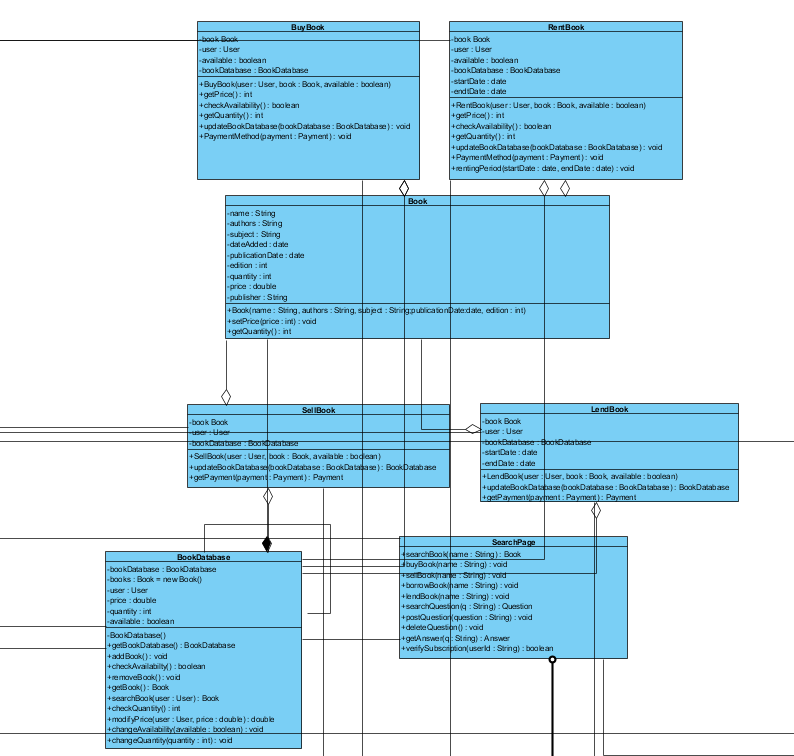 BuyBook
-book Book
-user : User
-available : boolean
-bookDatabase : BookDatabase
+BuyBook(user : User, book : Book, available : boolean)
+getPrice() : int
+checkAvailability() : boolean
+getQuantity() : int
+updateBookDatabase(bookDatabase : BookDatabase) : void
+PaymentMethod(payment : Payment) : void
RentBook
-book Book
-user : User
-available : boolean
-bookDatabase : BookDatabase
-startDate : date
-endtDate : date
+RentBook(user : User, book : Book, available : boolean)
+getPrice() : int
+checkAvailability() : boolean
+getQuantity() : int
+updateBookDatabase(bookDatabase : BookDatabase) : void
+PaymentMethod(payment : Payment) : void
+rentingPeriod(startDate : date, endDate : date) : void
Book
-name : String
-authors : String
-subject : String
-dateAdded : date
-publicationDate : date
-edition : int
-quantity : int
-price : double
-publisher : String
+Book(name : String, authors : String, subject : String;publicationDate:date, edition : int)
+setPrice(price : int) : void
+getQuantity() : int
SellBook
-book Book
-user : User
-bookDatabase : BookDatabase
+SellBook(user : User, book : Book, available : boolean)
+updateBookDatabase(bookDatabase : BookDatabase) : BookDatabase
+getPayment(payment : Payment) : Payment
LendBook
-book Book
-user : User
-bookDatabase : BookDatabase
-startDate : date
-endDate : date
+LendBook(user : User, book : Book, available : boolean)
+updateBookDatabase(bookDatabase : BookDatabase) : BookDatabase
+getPayment(payment : Payment) : Payment
BookDatabase
-bookDatabase : BookDatabase
-books : Book = new Book()
-user : User
-price : double
-quantity : int
-available : boolean
-BookDatabase()
+getBookDatabase() : BookDatabase
+addBook() : void
+checkAvailabilty() : boolean
+removeBook() : void
+getBook() : Book
+searchBook(user : User) : Book
+checkQuantity() : int
+modifyPrice(user : User, price : double) : double
+changeAvailability(available : boolean) : void
+changeQuantity(quantity : int) : void
SearchPage
+searchBook(name : String) : Book
+buyBook(name : String) : void
+sellBook(name : String) : void
+borrowBook(name : String) : void
+lendBook(name : String) : void
+searchQuestion(q : String) : Question
+postQuestion(question : String) : void
+deleteQuestion() : void
+getAnswer(q : String) : Answer
+verifySubscription(userId : String) : boolean